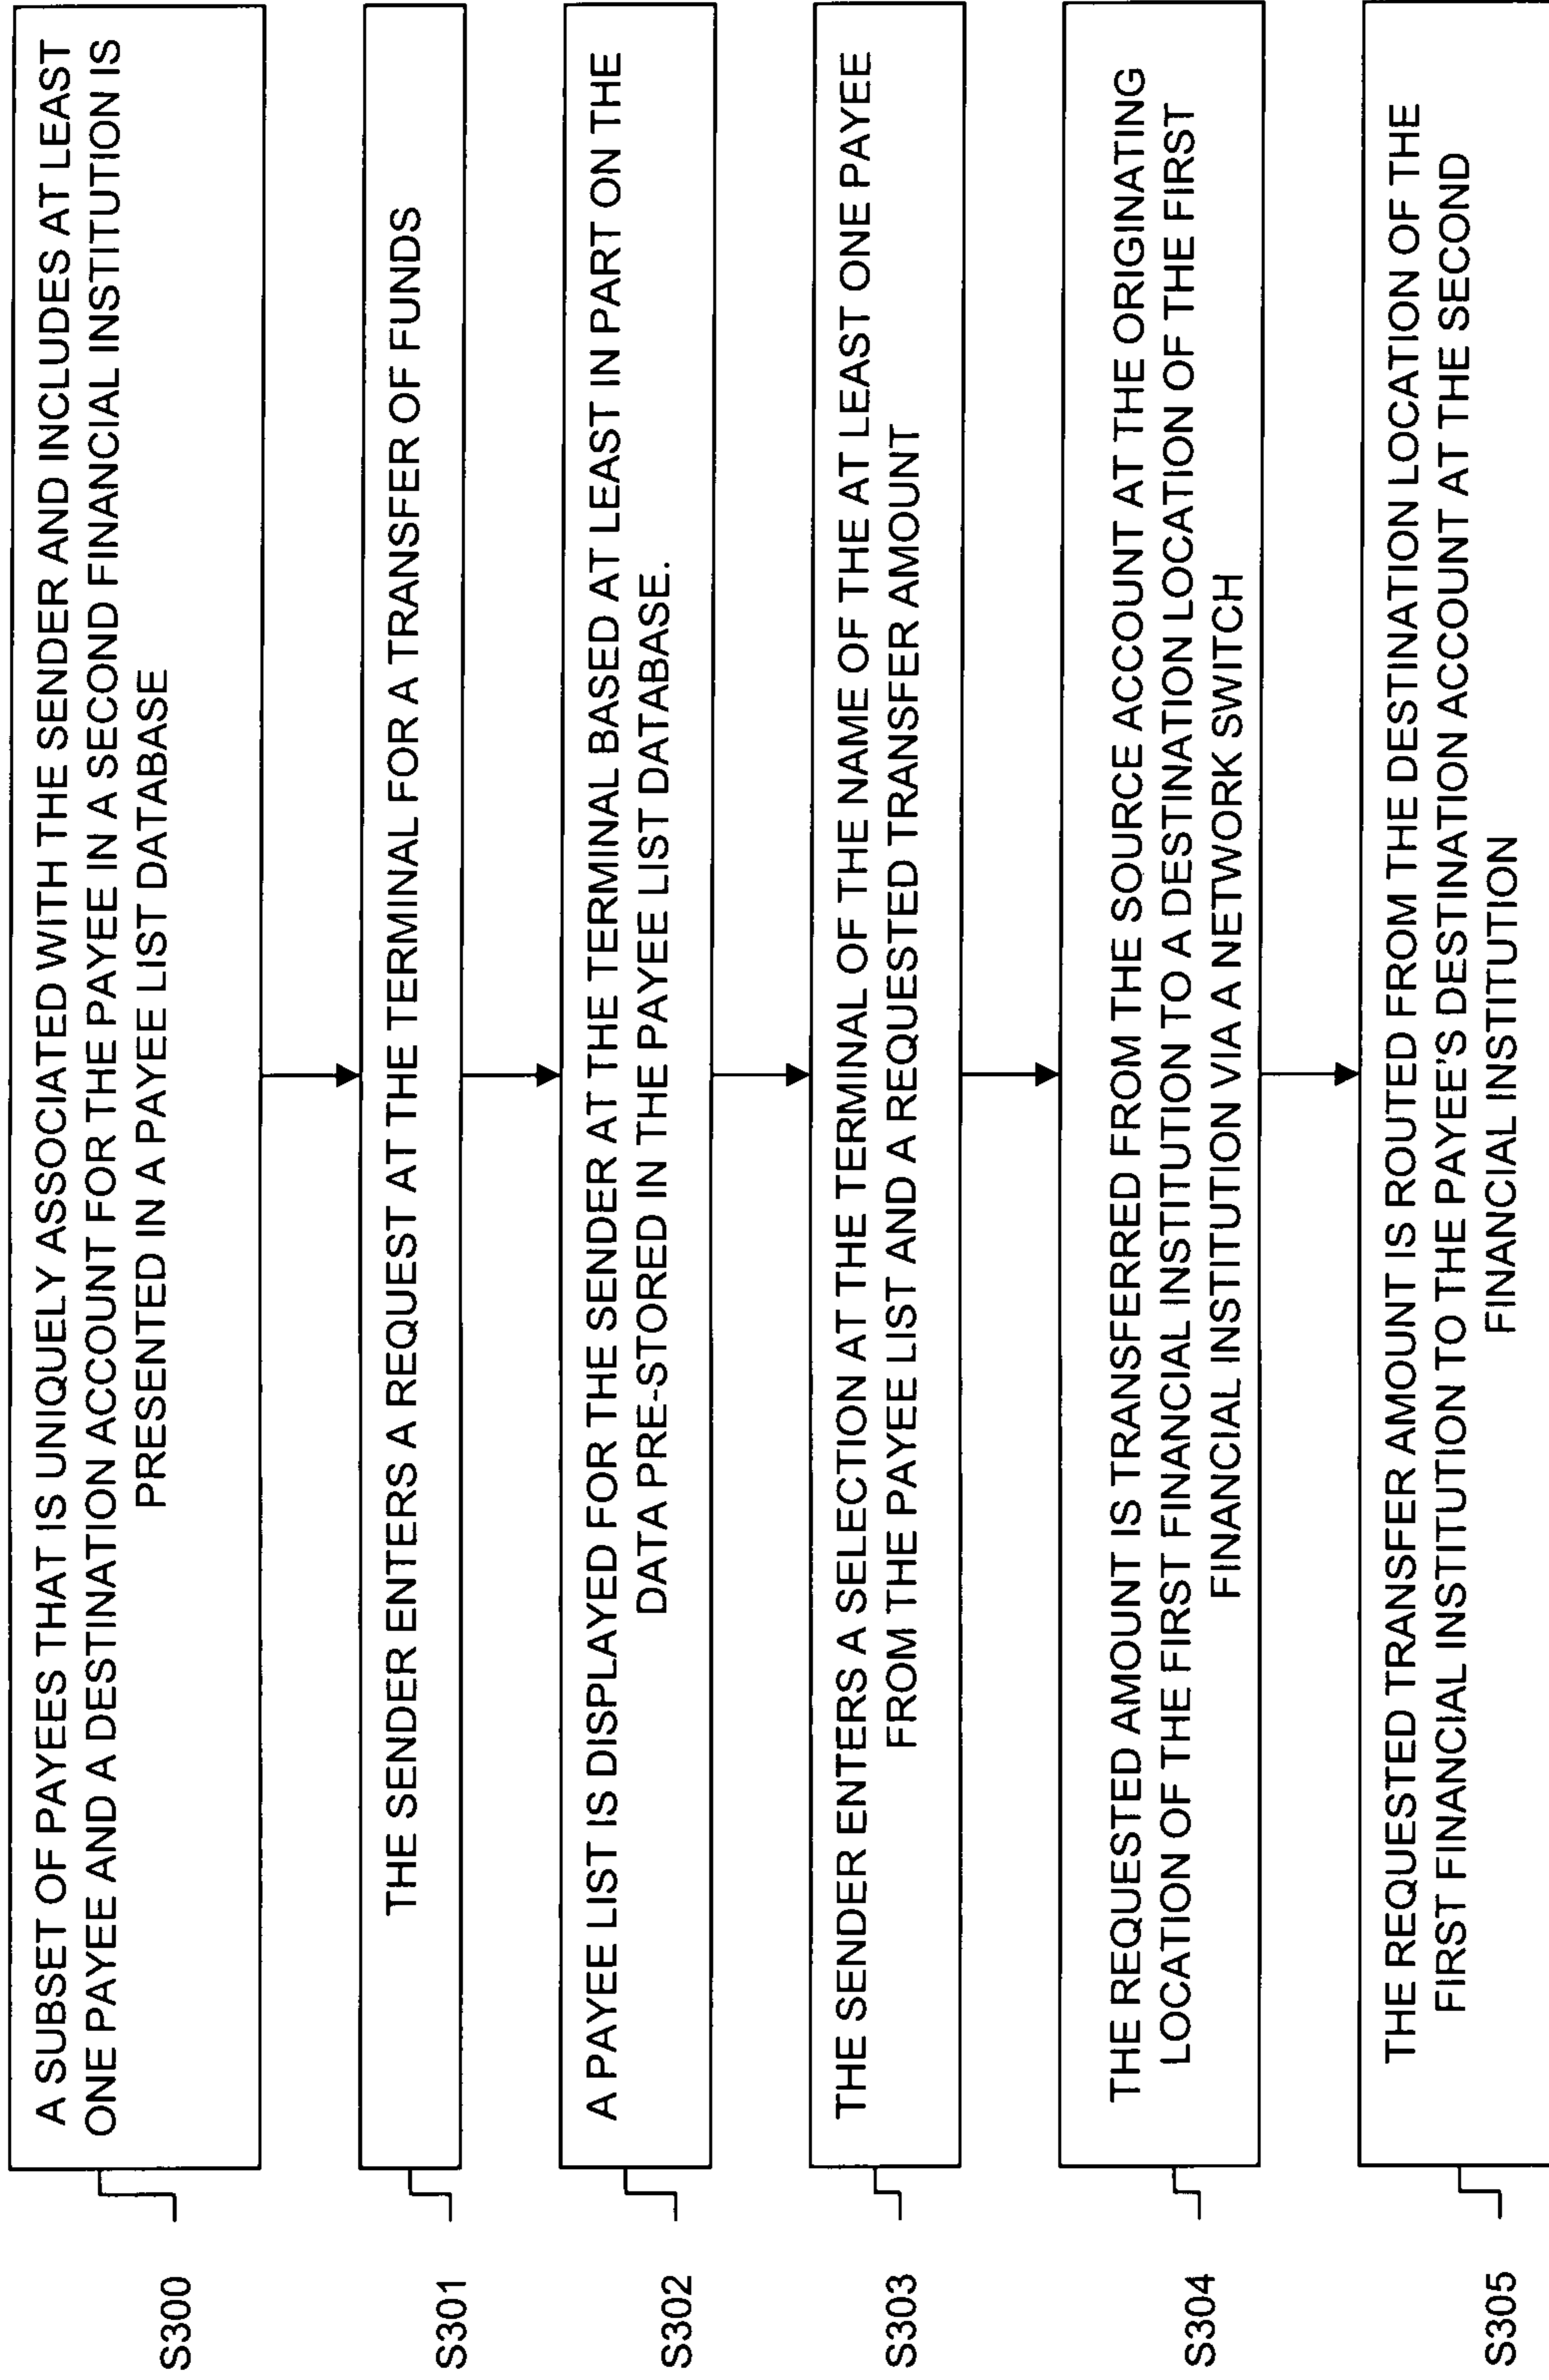 S300
A SUBSET OF PAYEES THAT IS UNIQUELY ASSOCIATED WITH THE SENDER AND INCLUDES AT LEAST
ONE PAYEE AND A DESTINATION ACCOUNT FOR THE PAYEE IN A SECOND FINANCIAL INSTITUTION IS
PRESENTED IN A PAYEE LIST DATABASE
S301
THE SENDER ENTERS A REQUEST AT THE TERMINAL FOR A TRANSFER OF FUNDS
S302
A PAYEE LIST IS DISPLAYED FOR THE SENDER AT THE TERMINAL BASED AT LEAST IN PART ON THE
DATA PRE-STORED IN THE PAYEE LIST DATABASE.
S303
THE SENDER ENTERS A SELECTION AT THE TERMINAL OF THE NAME OF THE AT LEAST ONE PAYEE
FROM THE PAYEE LIST AND A REQUESTED TRANSFER AMOUNT
S304
THE REQUESTED AMOUNT IS TRANSFERRED FROM THE SOURCE ACCOUNT AT THE ORIGINATING
LOCATION OF THE FIRST FINANCIAL INSTITUTION TO A DESTINATION LOCATION OF THE FIRST
FINANCIAL INSTITUTION VIA A NETWORK SWITCH
S305
THE REQUESTED TRANSFER AMOUNT IS ROUTED FROM THE DESTINATION LOCATION OF THE
FIRST FINANCIAL INSTITUTION TO THE PAYEE'S DESTINATION ACCOUNT AT THE SECOND
FINANCIAL INSTITUTION